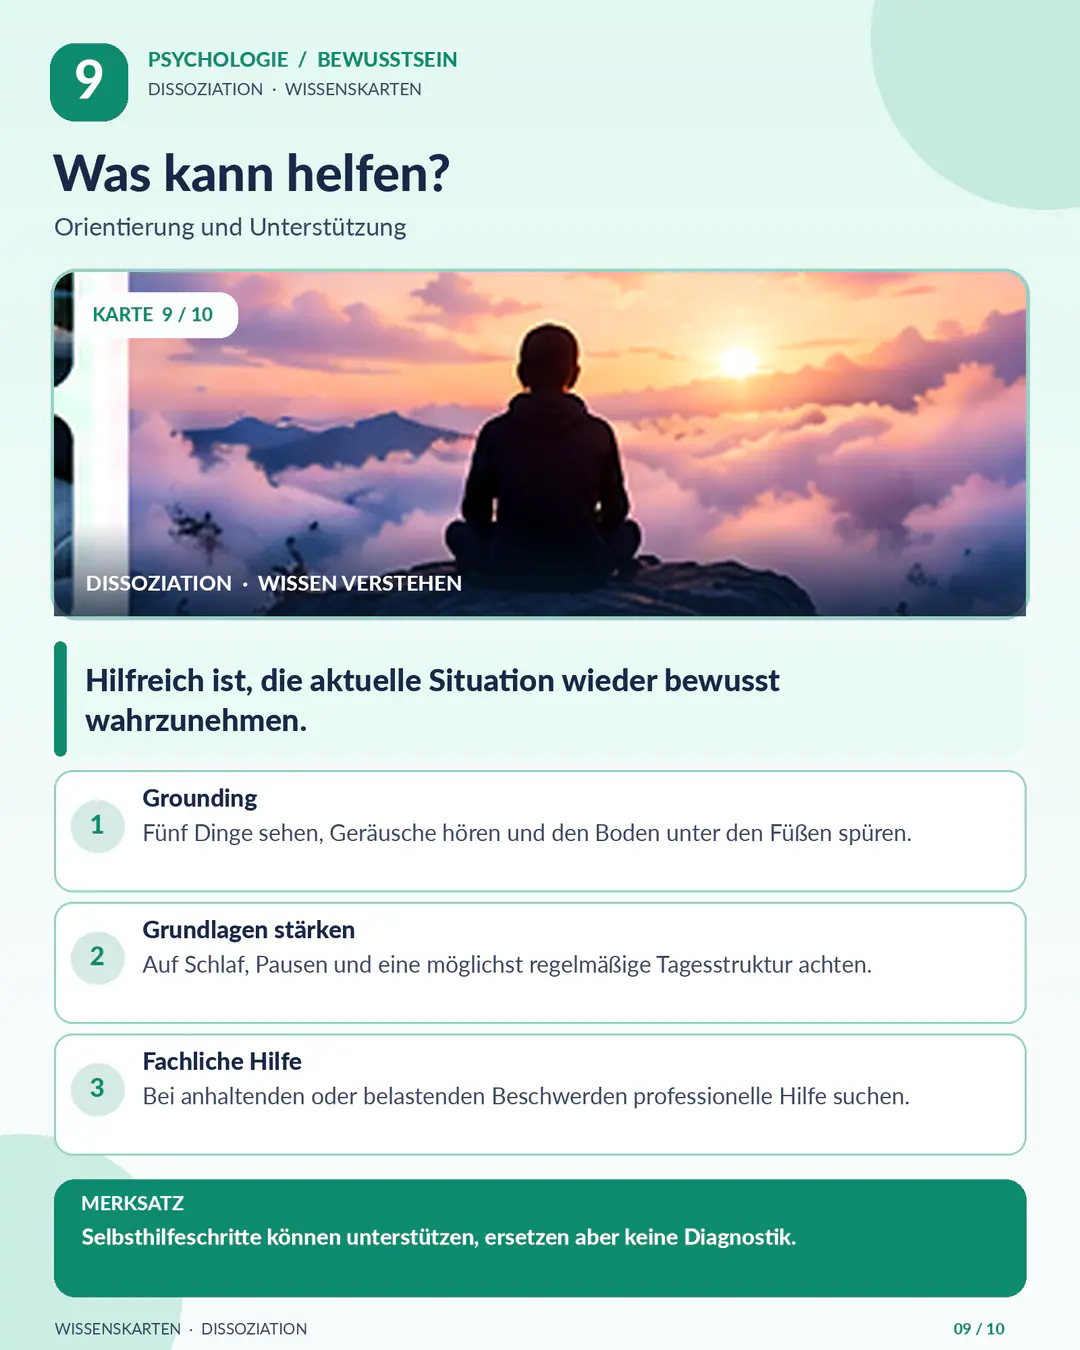 9
PSYCHOLOGIE / BEWUSSTSEIN
DISSOZIATION · WISSENSKARTEN
Was kann helfen?
Orientierung und Unterstützung
KARTE 9 / 10
DISSOZIATION · WISSEN VERSTEHEN
Hilfreich ist, die aktuelle Situation wieder bewusst
wahrzunehmen.
1
Grounding
Fünf Dinge sehen, Geräusche hören und den Boden unter den Füßen spüren.
2
Grundlagen stärken
Auf Schlaf, Pausen und eine möglichst regelmäßige Tagesstruktur achten.
3
Fachliche Hilfe
Bei anhaltenden oder belastenden Beschwerden professionelle Hilfe suchen.
MERKSATZ
Selbsthilfeschritte können unterstützen, ersetzen aber keine Diagnostik.
WISSENSKARTEN · DISSOZIATION
09 / 10